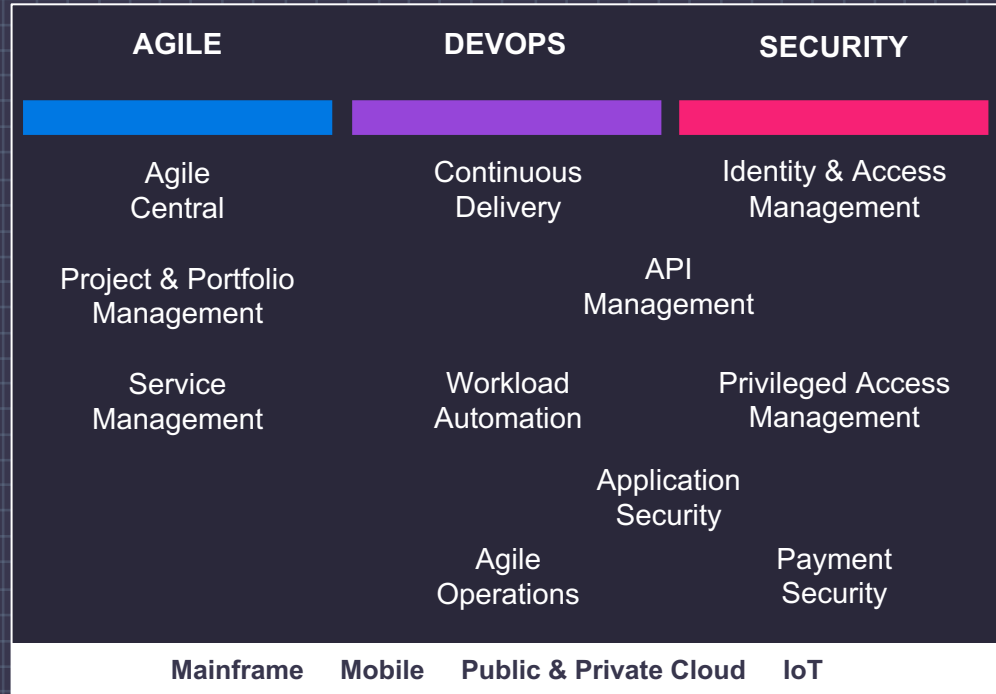 AGILE
DEVOPS
SECURITY
Agile
Central
Continuous
Delivery
Identity & Access
Management
Project & Portfolio
Management
API
Management
Service
Management
Workload
Automation
Privileged Access
Management
Application
Security
Agile
Operations
Payment
Security
Mainframe Mobile Public & Private Cloud IoT